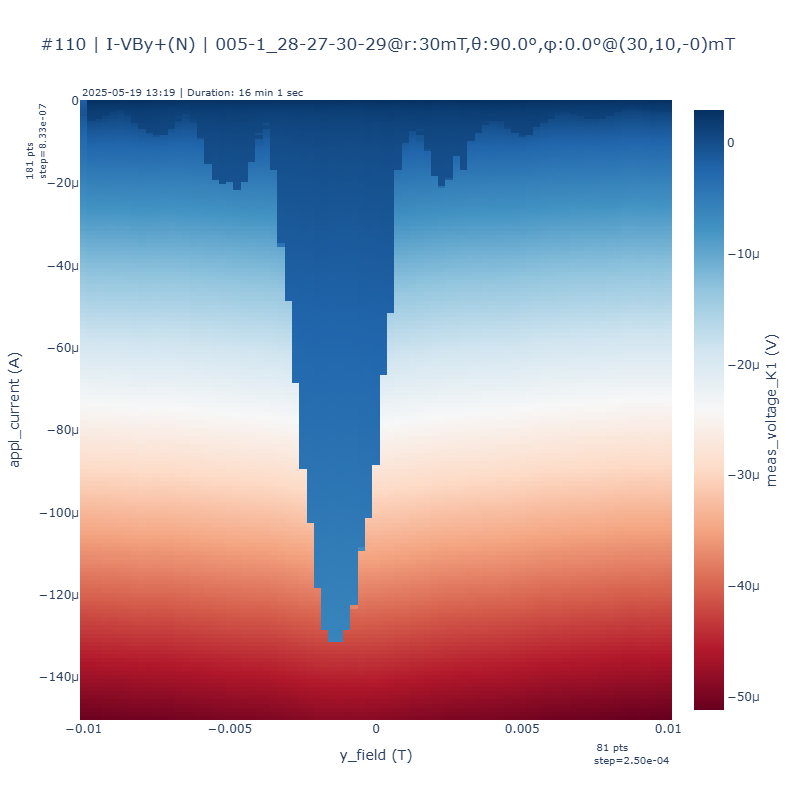 #110 | I-VBy+(N) | 005-1_28-27-30-29@r:30mT,θ:90.0°,φ:0.0°@(30,10,-0)mT
2025-05-19 13:19 | Duration: 16 min 1 sec
181 pts
step=8.33e-07
0
−20μ
−40μ
−60μ
−80μ
−100μ
−120μ
−140μ
appl_current (A)
−0.01
−0.005
0
0.005
0.01
y_field (T)
81 pts
step=2.50e-04
0
−10μ
−20μ
−30μ
−40μ
−50μ
meas_voltage_K1 (V)